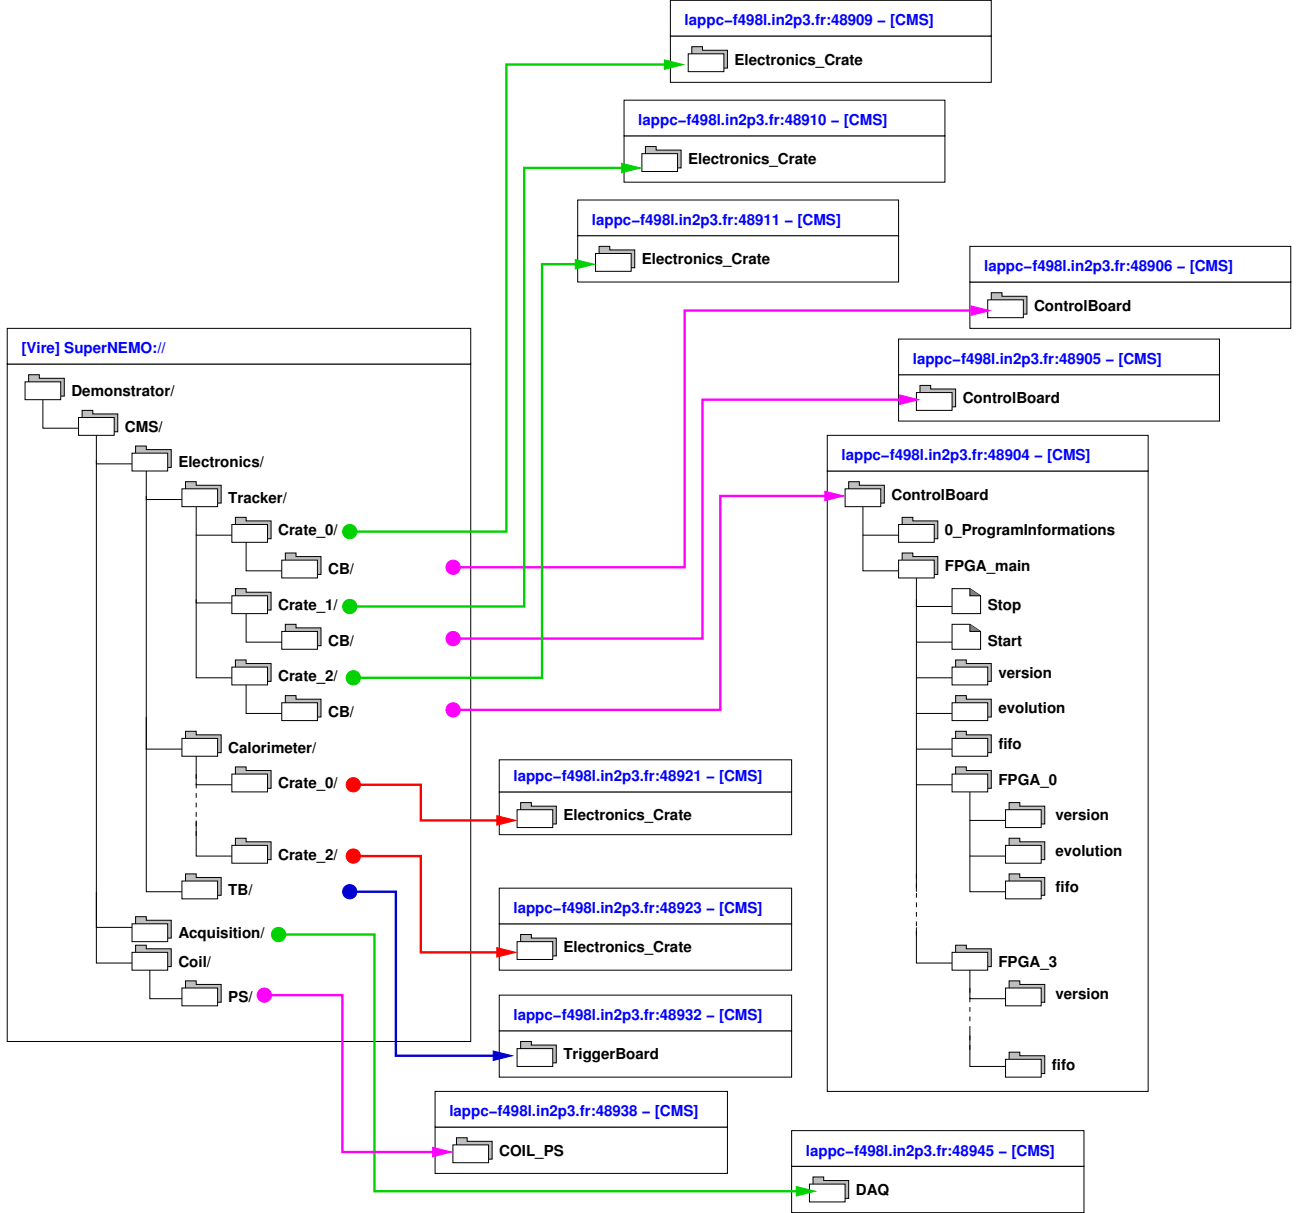 lappc−f498l.in2p3.fr:48909 − [CMS]
Electronics_Crate
lappc−f498l.in2p3.fr:48910 − [CMS]
Electronics_Crate
lappc−f498l.in2p3.fr:48911 − [CMS]
Electronics_Crate
lappc−f498l.in2p3.fr:48906 − [CMS]
ControlBoard
lappc−f498l.in2p3.fr:48905 − [CMS]
ControlBoard
[Vire] SuperNEMO://
Demonstrator/
CMS/
Electronics/
Tracker/
Crate_0/
CB/
Crate_1/
CB/
Crate_2/
CB/
Calorimeter/
Crate_0/
Crate_2/
TB/
Acquisition/
Coil/
PS/
lappc−f498l.in2p3.fr:48904 − [CMS]
ControlBoard
0_ProgramInformations
FPGA_main
Stop
Start
version
evolution
fifo
FPGA_0
version
evolution
fifo
FPGA_3
version
fifo
lappc−f498l.in2p3.fr:48921 − [CMS]
Electronics_Crate
lappc−f498l.in2p3.fr:48923 − [CMS]
Electronics_Crate
lappc−f498l.in2p3.fr:48932 − [CMS]
TriggerBoard
lappc−f498l.in2p3.fr:48938 − [CMS]
COIL_PS
lappc−f498l.in2p3.fr:48945 − [CMS]
DAQ